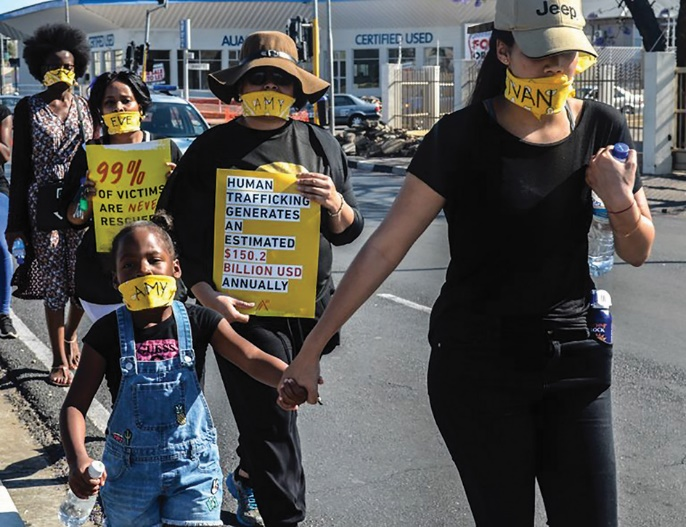 AUA
CERTIFIED USED
Jeep
IVAN
AMY
EVE
AMY
99%
OF VICTIMS
ARE NEVER
RESCUED
HUMAN
TRAFFICKING
GENERATES
AN
ESTIMATED
$150.2
BILLION USD
ANNUALLY